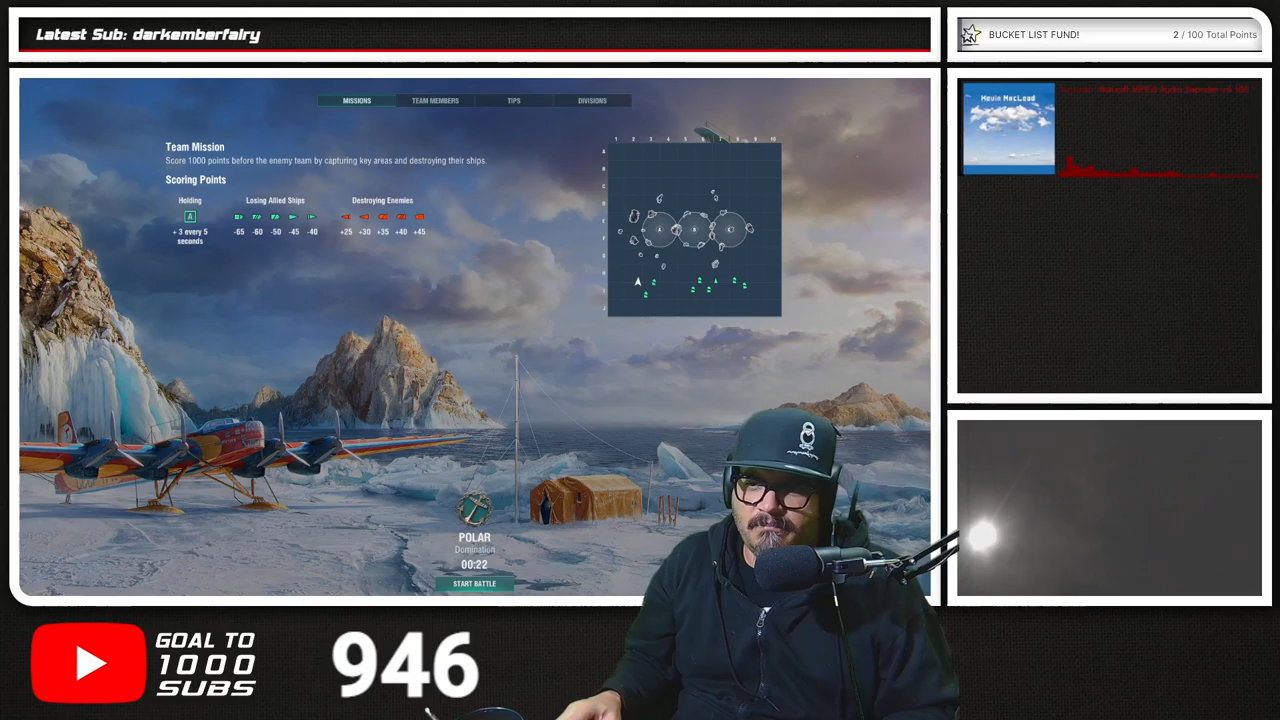 Latest Sub: darkemberfairy
BUCKET LIST FUND!
2 / 100 Total Points
MISSIONS
TEAM MEMBERS
TIPS
DIVISIONS
Team Mission
Score 1000 points before the enemy team by capturing key areas and destroying their ships.
Scoring Points
Holding
Losing Allied Ships
Destroying Enemies
A
+ 3 every 5
seconds
-65 -60 -50 -45 -40
+25 +30 +35 +40 +45
1 2 3 4 5 6 7 8 9 10
A
B
C
D
E
F
G
H
I
J
A B C
Kevin MacLeod
POLAR
Domination
00:22
START BATTLE
GOAL TO
1000
SUBS
946